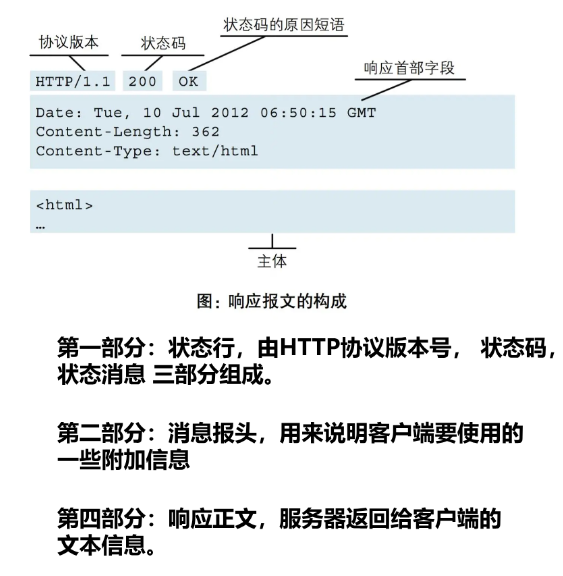 状态码的原因短语
协议版本 状态码
响应首部字段
HTTP/1.1 200 OK
Date: Tue, 10 Jul 2012 06:50:15 GMT
Content-Length: 362
Content-Type: text/html
<html>
…
主体
图：响应报文的构成
第一部分：状态行，由HTTP协议版本号， 状态码，
状态消息 三部分组成。
第二部分：消息报头，用来说明客户端要使用的
一些附加信息
第四部分：响应正文，服务器返回给客户端的
文本信息。